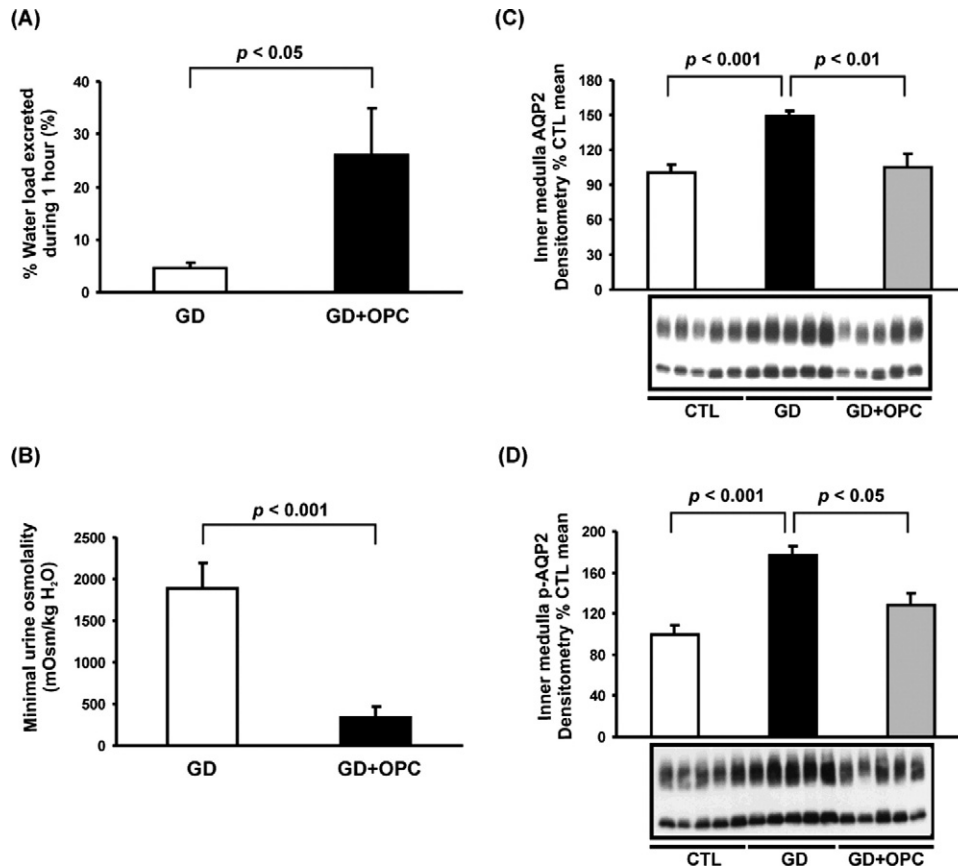 (A)
p < 0.05
% Water load excreted
during 1 hour (%)
40
30
20
10
0
GD
GD+OPC
(B)
p < 0.001
Minimal urine osmolality
(mOsm/kg H₂O)
2500
2000
1500
1000
500
0
GD
GD+OPC
(C)
p < 0.001
p < 0.01
Inner medulla AQP2
Densitometry % CTL mean
180
150
120
90
60
30
0
CTL
GD
GD+OPC
(D)
p < 0.001
p < 0.05
Inner medulla p-AQP2
Densitometry % CTL mean
200
160
120
80
40
0
CTL
GD
GD+OPC